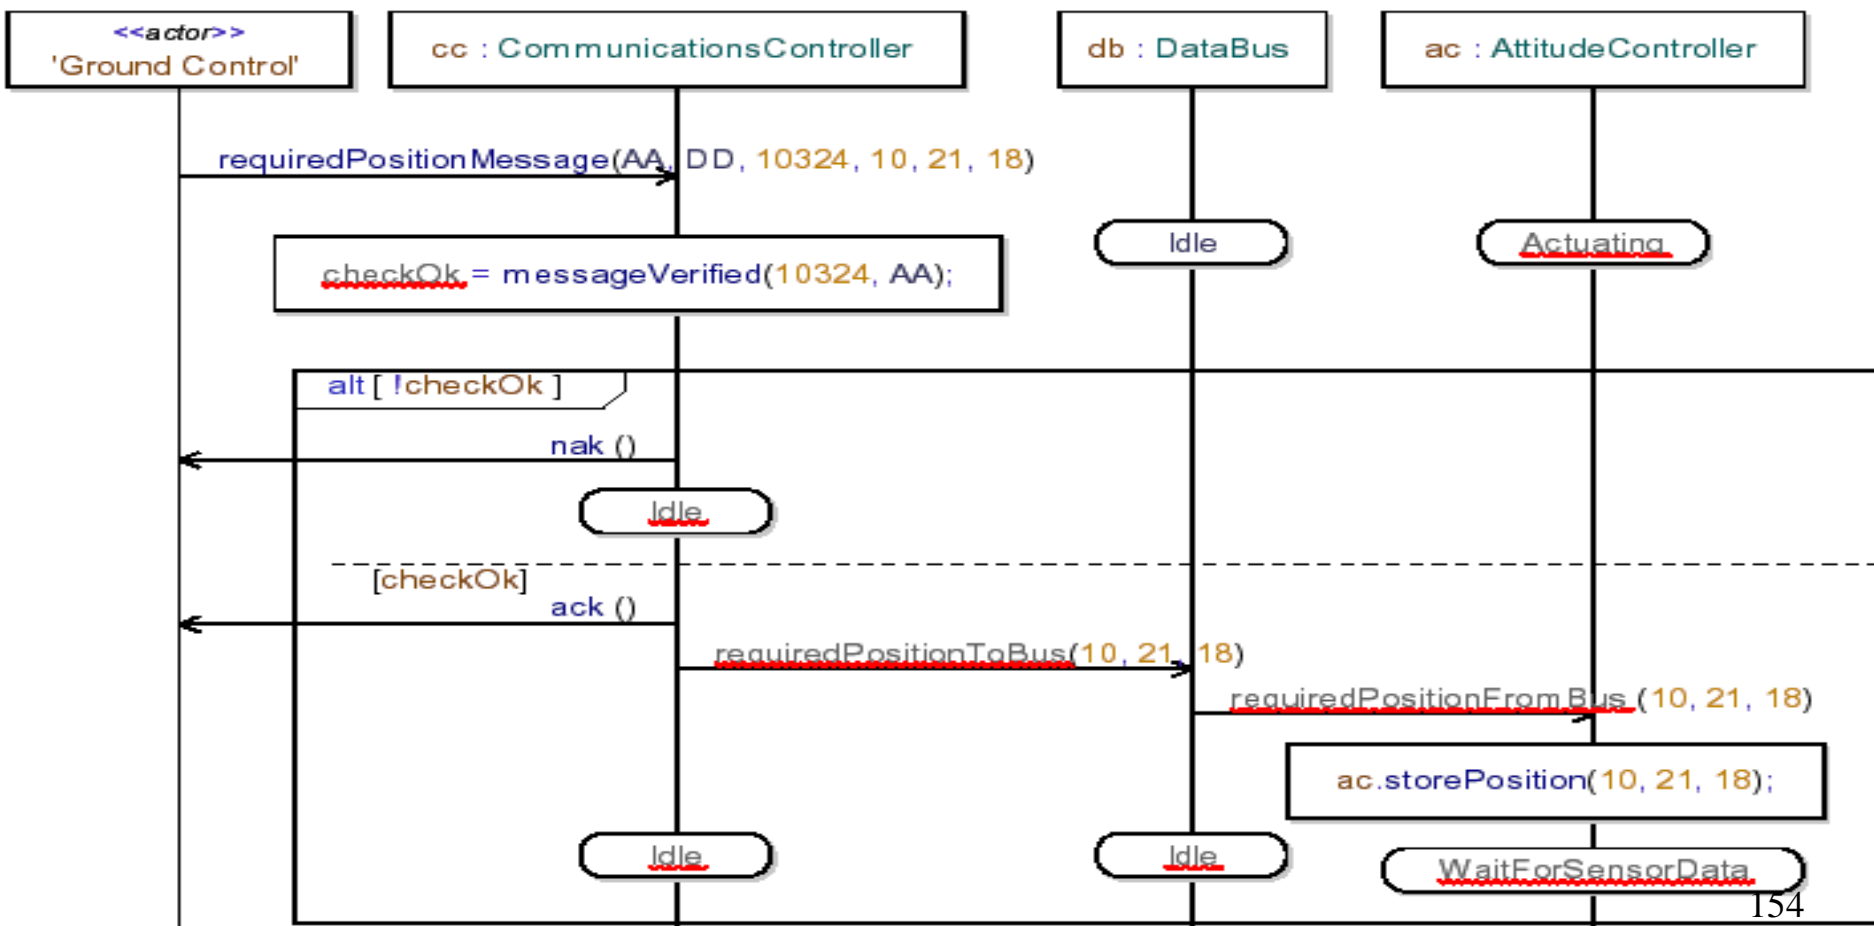 <<actor>>
'Ground Control'
cc : CommunicationsController
db : DataBus
ac : AttitudeController
requiredPositionMessage(AA, DD, 10324, 10, 21, 18)
Idle
Actuating
checkOk = messageVerified(10324, AA);
alt [ !checkOk ]
nak ()
Idle
[checkOk]
ack ()
requiredPositionToBus(10, 21, 18)
requiredPositionFromBus (10, 21, 18)
ac.storePosition(10, 21, 18);
Idle
Idle
WaitForSensorData
154